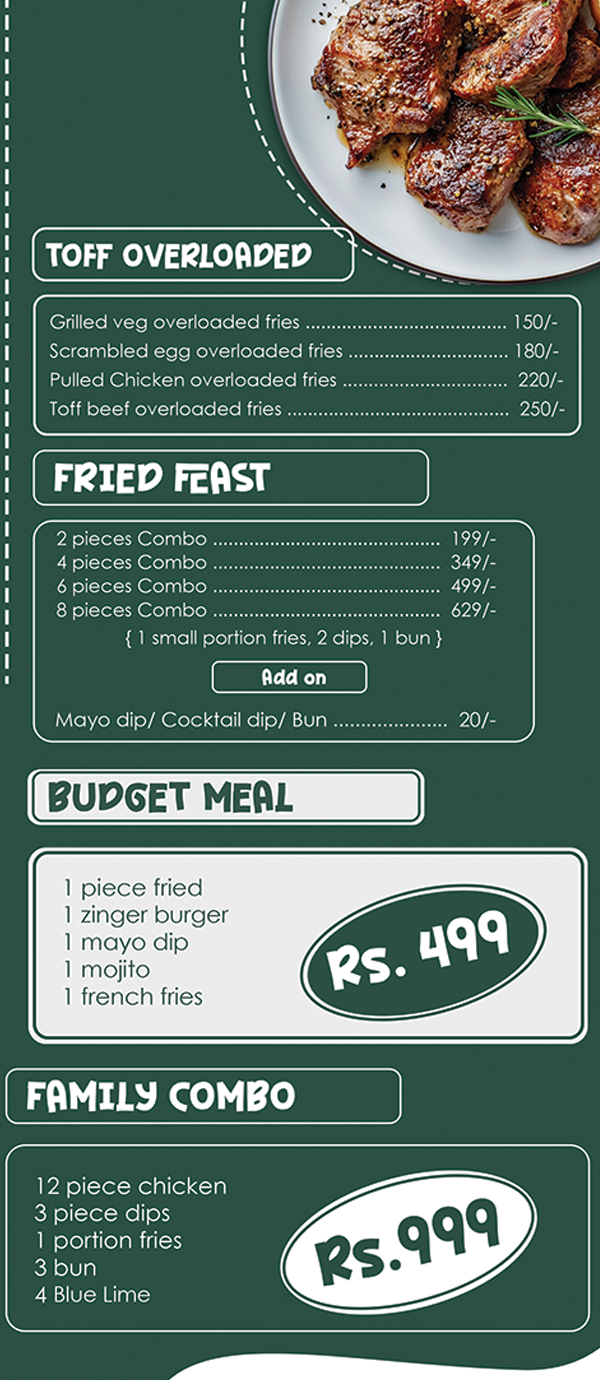 TOFF OVERLOADED
Grilled veg overloaded fries ................................... 150/-
Scrambled egg overloaded fries ............................ 180/-
Pulled Chicken overloaded fries ............................. 220/-
Toff beef overloaded fries ....................................... 250/-
FRIED FEAST
2 pieces Combo ........................................ 199/-
4 pieces Combo ........................................ 349/-
6 pieces Combo ........................................ 499/-
8 pieces Combo ........................................ 629/-
{ 1 small portion fries, 2 dips, 1 bun }
Add on
Mayo dip/ Cocktail dip/ Bun .................... 20/-
BUDGET MEAL
1 piece fried
1 zinger burger
1 mayo dip
1 mojito
1 french fries
Rs. 499
FAMILY COMBO
12 piece chicken
3 piece dips
1 portion fries
3 bun
4 Blue Lime
Rs.999